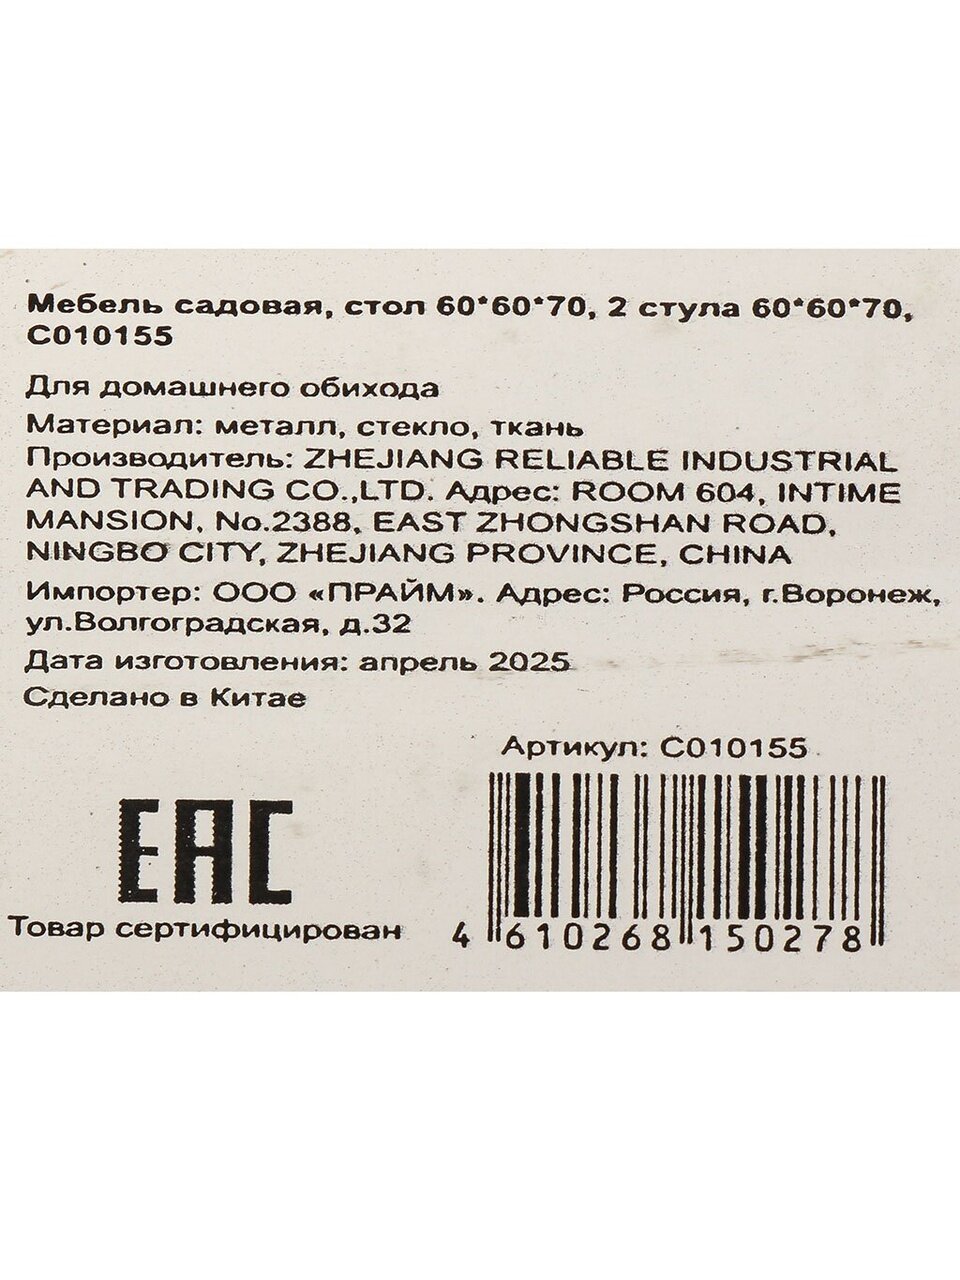 Мебель садовая, стол 60*60*70, 2 стула 60*60*70,
С010155
Для домашнего обихода
Материал: металл, стекло, ткань
Производитель: ZHEJIANG RELIABLE INDUSTRIAL
AND TRADING CO.,LTD. Адрес: ROOM 604, INTIME
MANSION, No.2388, EAST ZHONGSHAN ROAD,
NINGBO CITY, ZHEJIANG PROVINCE, CHINA
Импортер: ООО «ПРАЙМ». Адрес: Россия, г.Воронеж,
ул.Волгоградская, д.32
Дата изготовления: апрель 2025
Сделано в Китае
Артикул: С010155
EAC
Товар сертифицирован
4 610268 150278